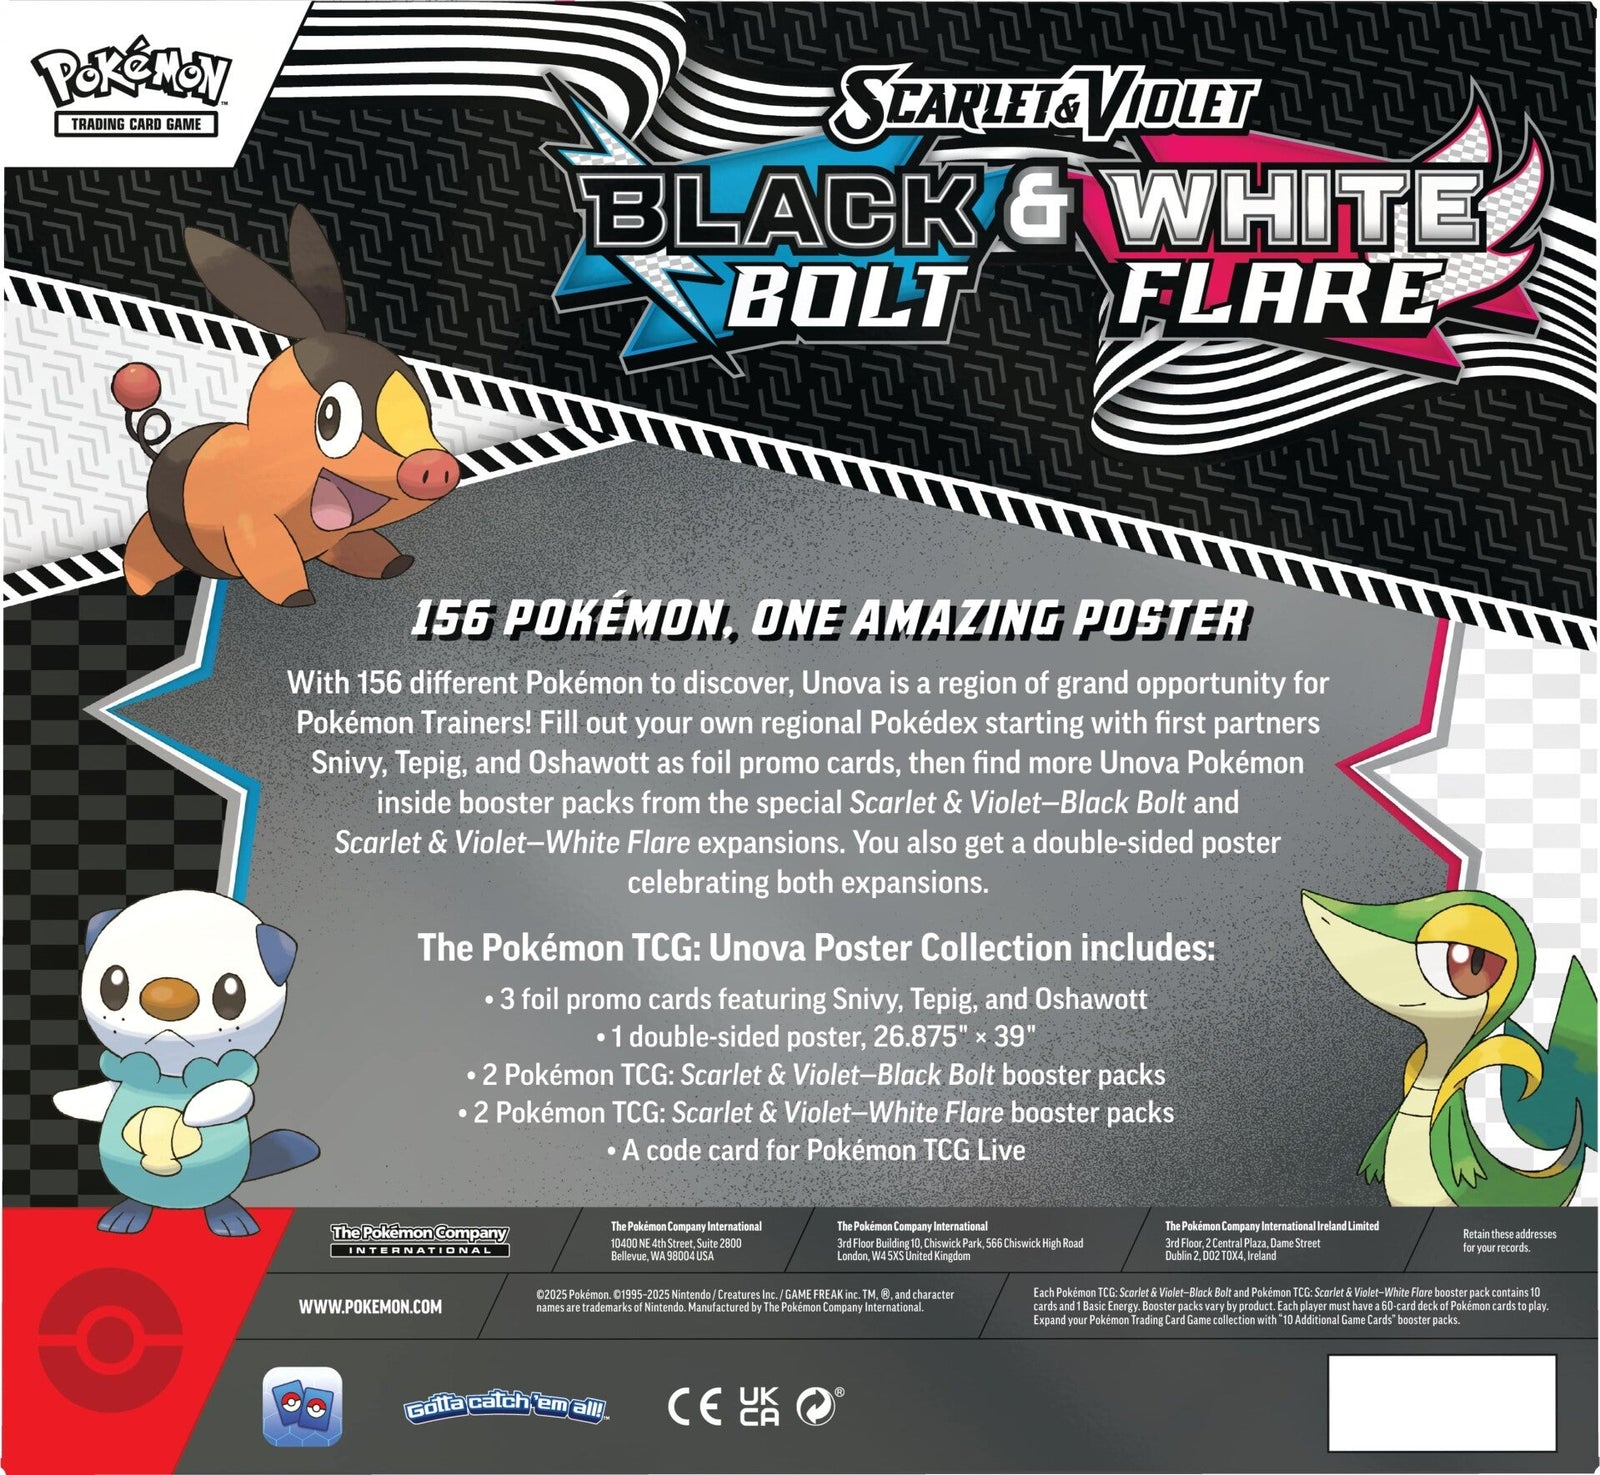 POKéMON™
TRADING CARD GAME
SCARLET & VIOLET
BLACK & WHITE
BOLT FLARE
156 POKÉMON, ONE AMAZING POSTER
With 156 different Pokémon to discover, Unova is a region of grand opportunity for
Pokémon Trainers! Fill out your own regional Pokédex starting with first partners
Snivy, Tepig, and Oshawott as foil promo cards, then find more Unova Pokémon
inside booster packs from the special Scarlet & Violet—Black Bolt and
Scarlet & Violet—White Flare expansions. You also get a double-sided poster
celebrating both expansions.
The Pokémon TCG: Unova Poster Collection includes:
• 3 foil promo cards featuring Snivy, Tepig, and Oshawott
• 1 double-sided poster, 26.875" × 39"
• 2 Pokémon TCG: Scarlet & Violet—Black Bolt booster packs
• 2 Pokémon TCG: Scarlet & Violet—White Flare booster packs
• A code card for Pokémon TCG Live
The Pokémon Company
INTERNATIONAL
The Pokémon Company International
10400 NE 4th Street, Suite 2800
Bellevue, WA 98004 USA
The Pokémon Company International
3rd Floor Building 10, Chiswick Park, 566 Chiswick High Road
London, W4 5XS United Kingdom
The Pokémon Company International Ireland Limited
3rd Floor, 2 Central Plaza, Dame Street
Dublin 2, D02 T0X4, Ireland
Retain these addresses
for your records.
WWW.POKEMON.COM
©2025 Pokémon. ©1995–2025 Nintendo / Creatures Inc. / GAME FREAK inc. TM, ®, and character
names are trademarks of Nintendo. Manufactured by The Pokémon Company International.
Each Pokémon TCG: Scarlet & Violet—Black Bolt and Pokémon TCG: Scarlet & Violet—White Flare booster pack contains 10
cards and 1 Basic Energy. Booster packs vary by product. Each player must have a 60-card deck of Pokémon cards to play.
Expand your Pokémon Trading Card Game collection with "10 Additional Game Cards" booster packs.
Gotta catch 'em all!™
CE UK
CA ®